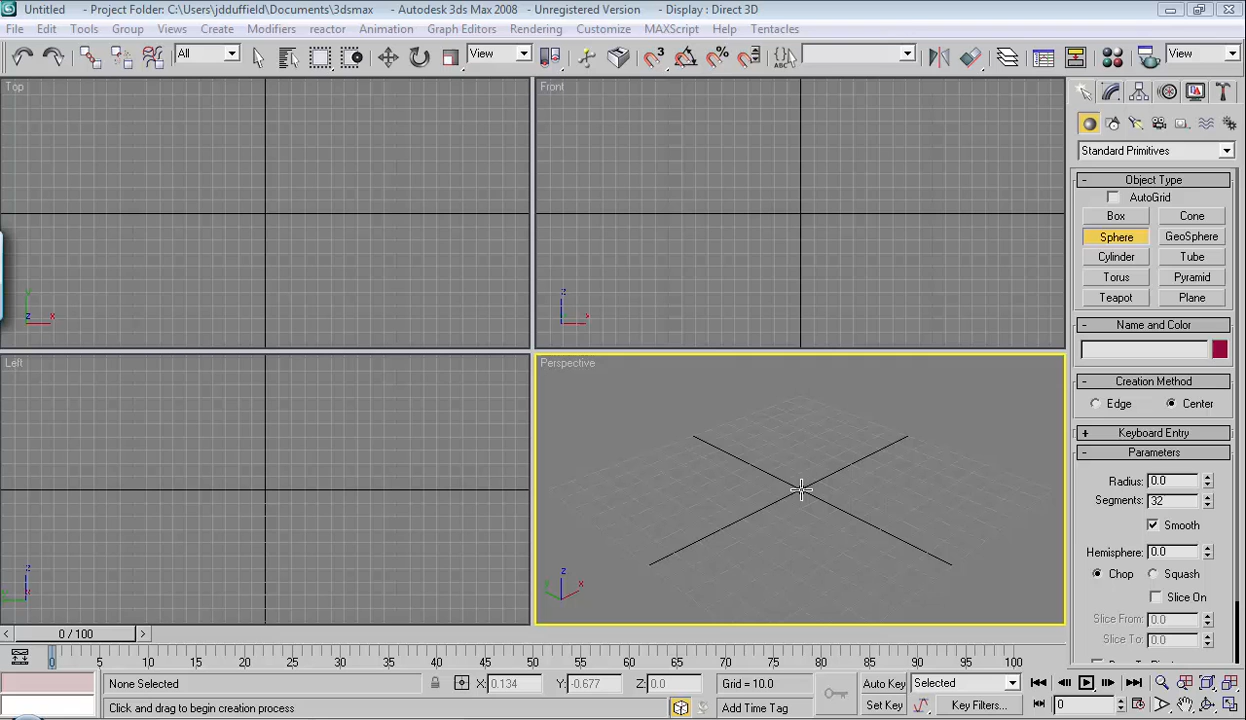 Untitled - Project Folder: C:\Users\jdduffield\Documents\3dsmax - Autodesk 3ds Max 2008 - Unregistered Version - Display : Direct 3D
File Edit Tools Group Views Create Modifiers reactor Animation Graph Editors Rendering Customize MAXScript Help Tentacles
All View 3 % ABC View
Top Front
Standard Primitives
Object Type
AutoGrid
Box Cone
Sphere GeoSphere
Cylinder Tube
Torus Pyramid
Teapot Plane
y
z x
z
x
Name and Color
Left Perspective
Creation Method
Edge Center
Keyboard Entry
Parameters
Radius: 0.0
Segments: 32
Smooth
Hemisphere: 0.0
Chop Squash
Slice On
Slice From: 0.0
Slice To: 0.0
z
z
x
0 / 100
0 5 10 15 20 25 30 35 40 45 50 55 60 65 70 75 80 85 90 95 100
None Selected X: 0.134 Y: -0.677 Z: 0.0 Grid = 10.0 Auto Key Selected
Click and drag to begin creation process Add Time Tag Set Key Key Filters... 0